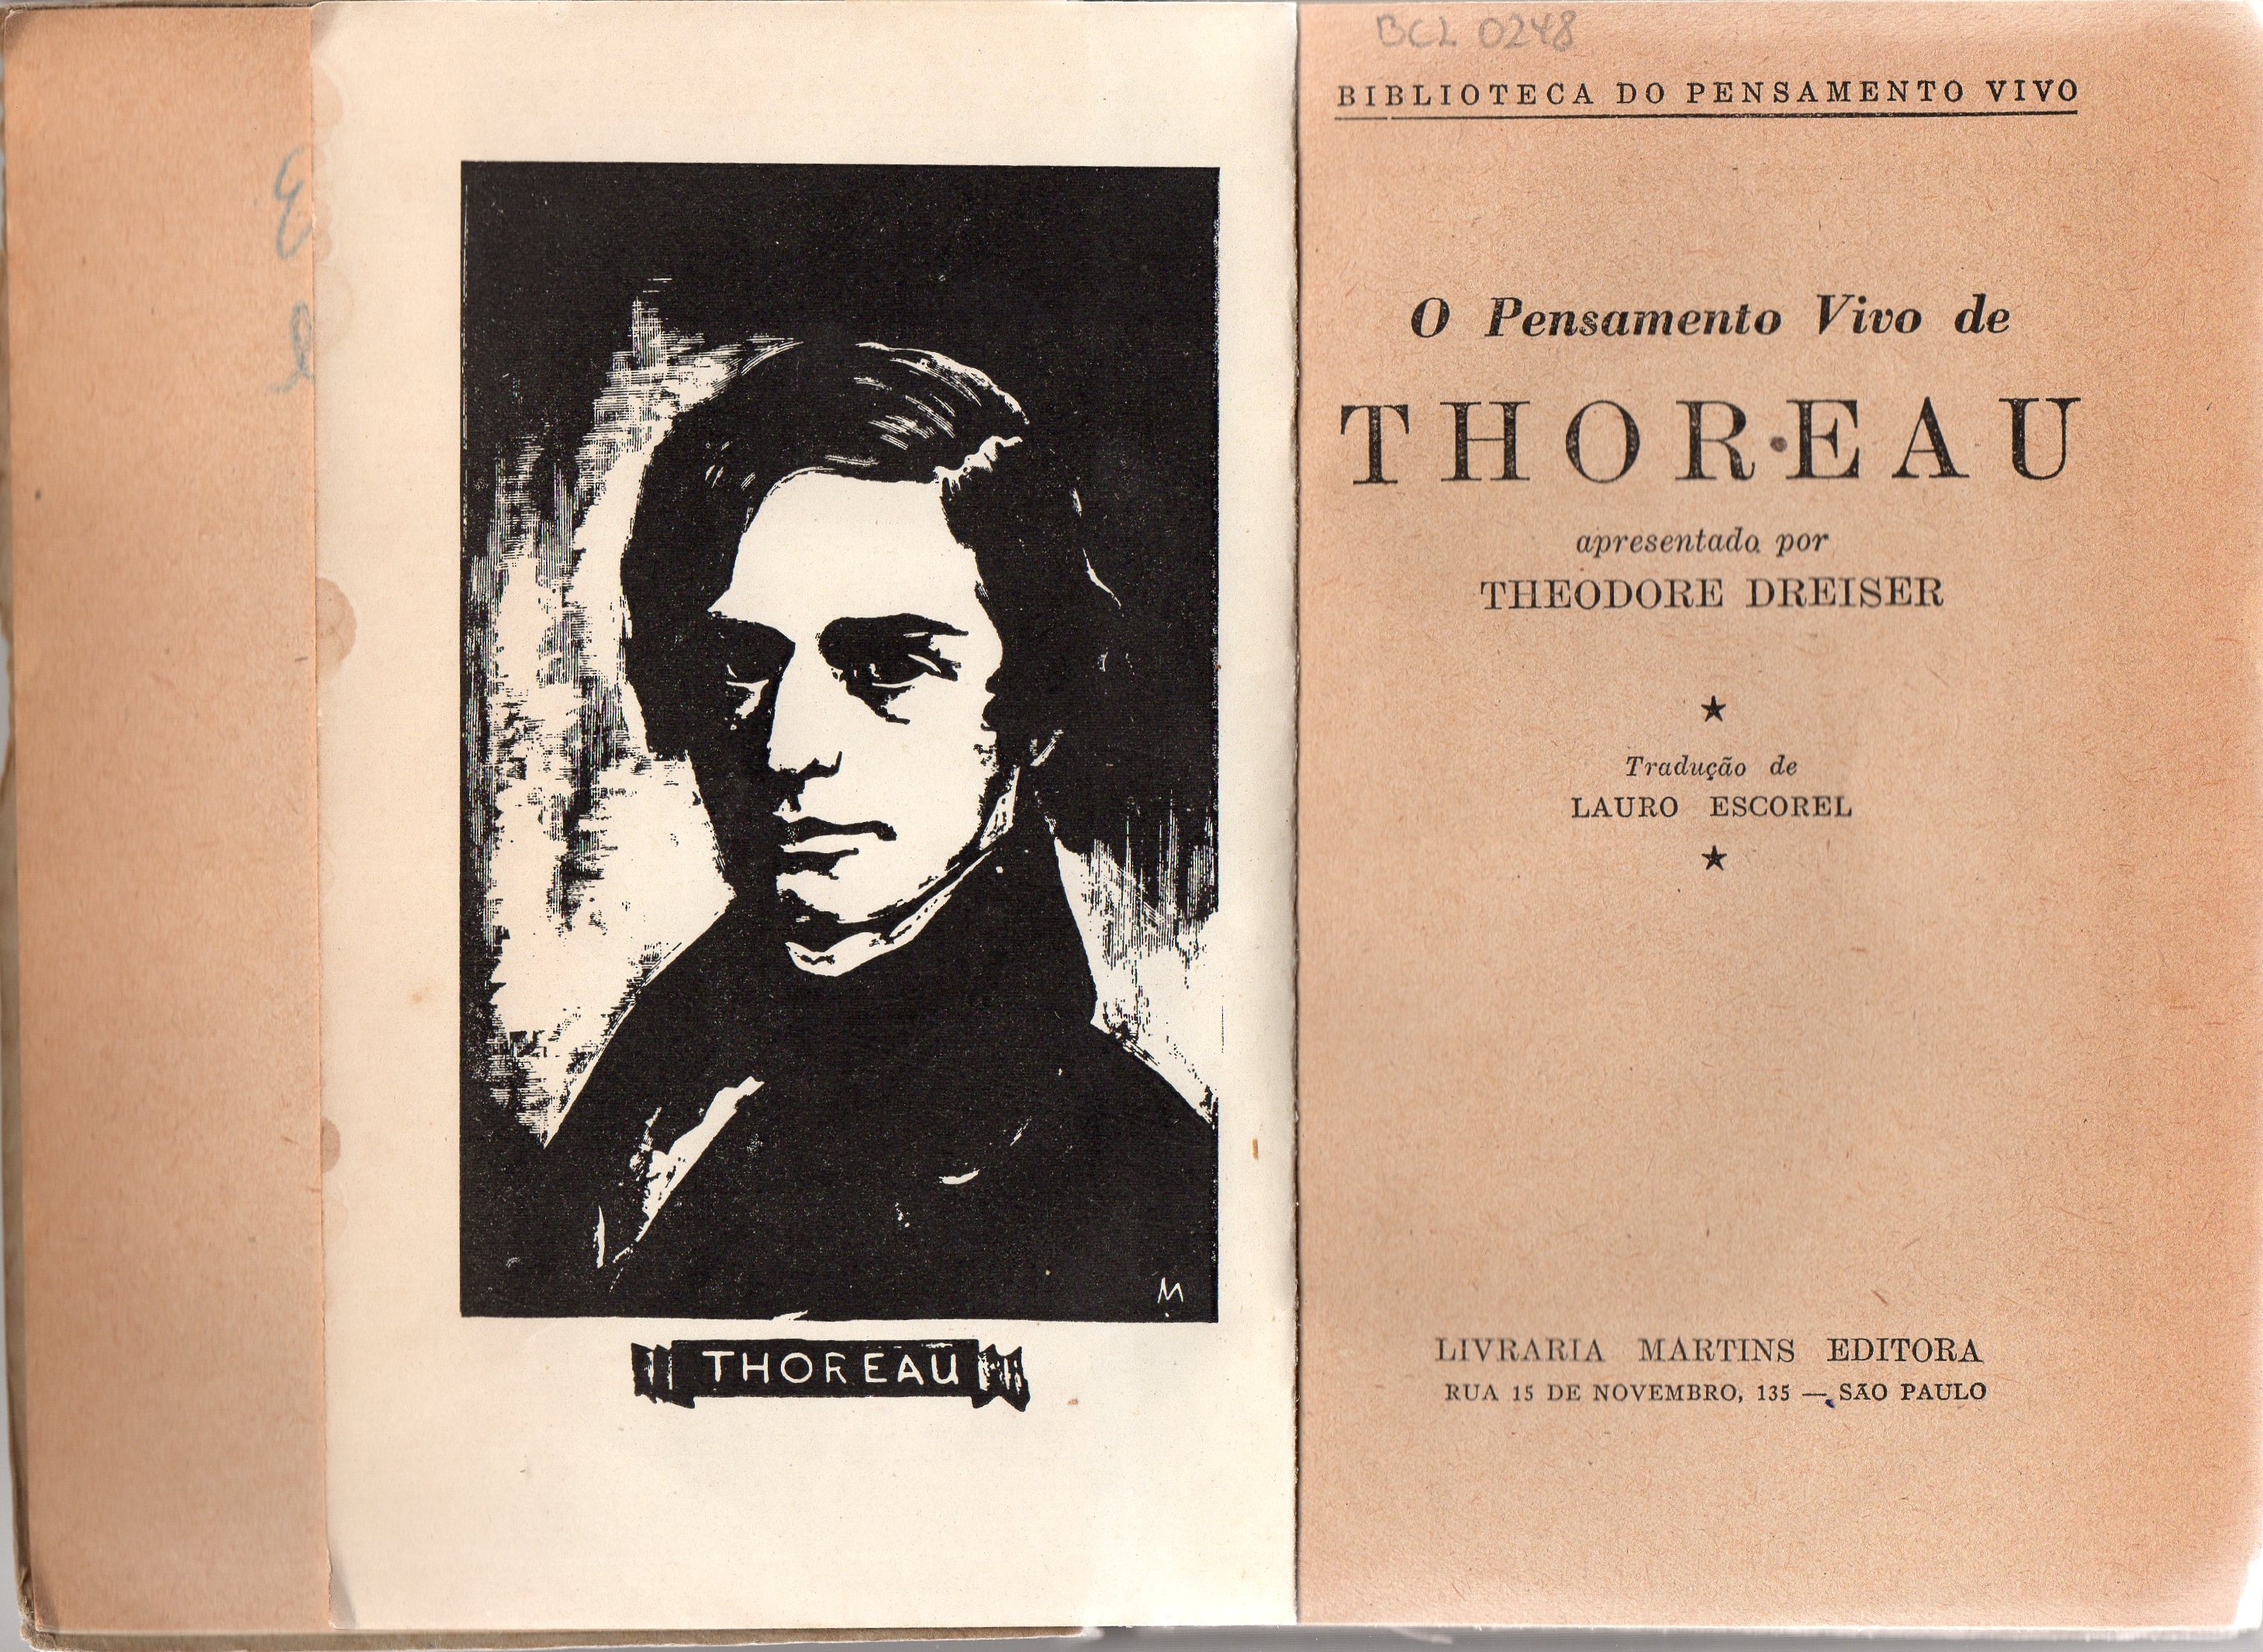 M
THOREAU
BCL 0248
BIBLIOTECA DO PENSAMENTO VIVO
O Pensamento Vivo de
THOREAU
apresentado por
THEODORE DREISER
Tradução de
LAURO ESCOREL
LIVRARIA MARTINS EDITORA
RUA 15 DE NOVEMBRO, 135 — SÃO PAULO